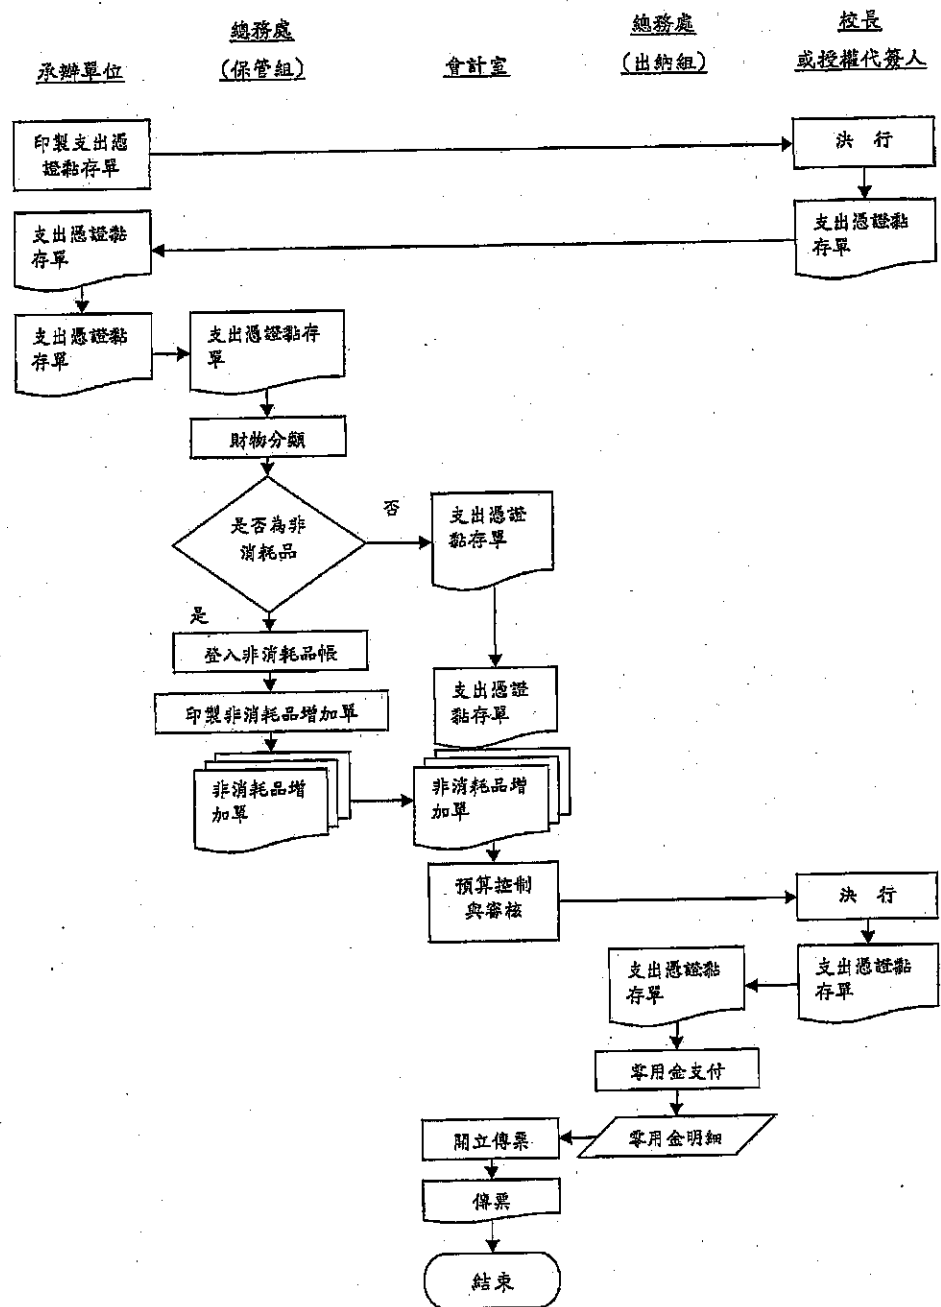 承辦單位
總務處
(保管組)
會計室
總務處
(出納組)
校長
或授權代簽人
印製支出憑
證黏存單
決 行
支出憑證黏
存單
支出憑證黏
存單
支出憑證黏
存單
支出憑證黏存
單
財物分類
是否為非
消耗品
否
支出憑證
黏存單
是
登入非消耗品帳
支出憑證
黏存單
印製非消耗品增加單
非消耗品增
加單
非消耗品增
加單
預算控制
與審核
決 行
支出憑證黏
存單
支出憑證黏
存單
零用金支付
零用金明細
開立傳票
傳票
結束